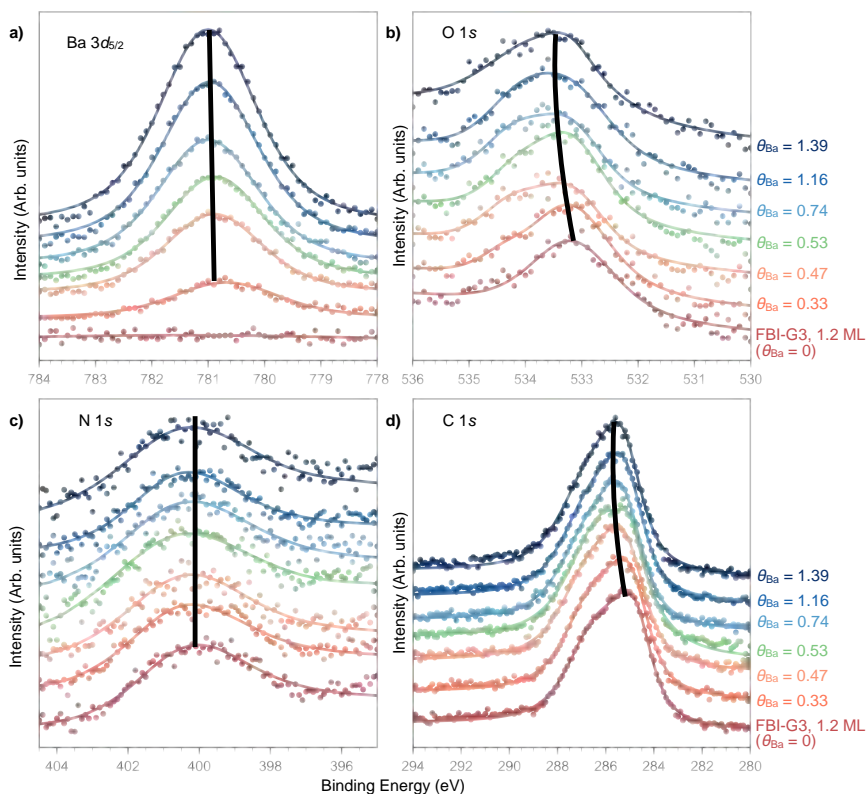 a)
Ba 3d5/2
Intensity (Arb. units)
784 783 782 781 780 779 778
b)
O 1s
Intensity (Arb. units)
536 535 534 533 532 531 530
θBa = 1.39
θBa = 1.16
θBa = 0.74
θBa = 0.53
θBa = 0.47
θBa = 0.33
FBI-G3, 1.2 ML
(θBa = 0)
c)
N 1s
Intensity (Arb. units)
404 402 400 398 396
d)
C 1s
Intensity (Arb. units)
294 292 290 288 286 284 282 280
θBa = 1.39
θBa = 1.16
θBa = 0.74
θBa = 0.53
θBa = 0.47
θBa = 0.33
FBI-G3, 1.2 ML
(θBa = 0)
Binding Energy (eV)